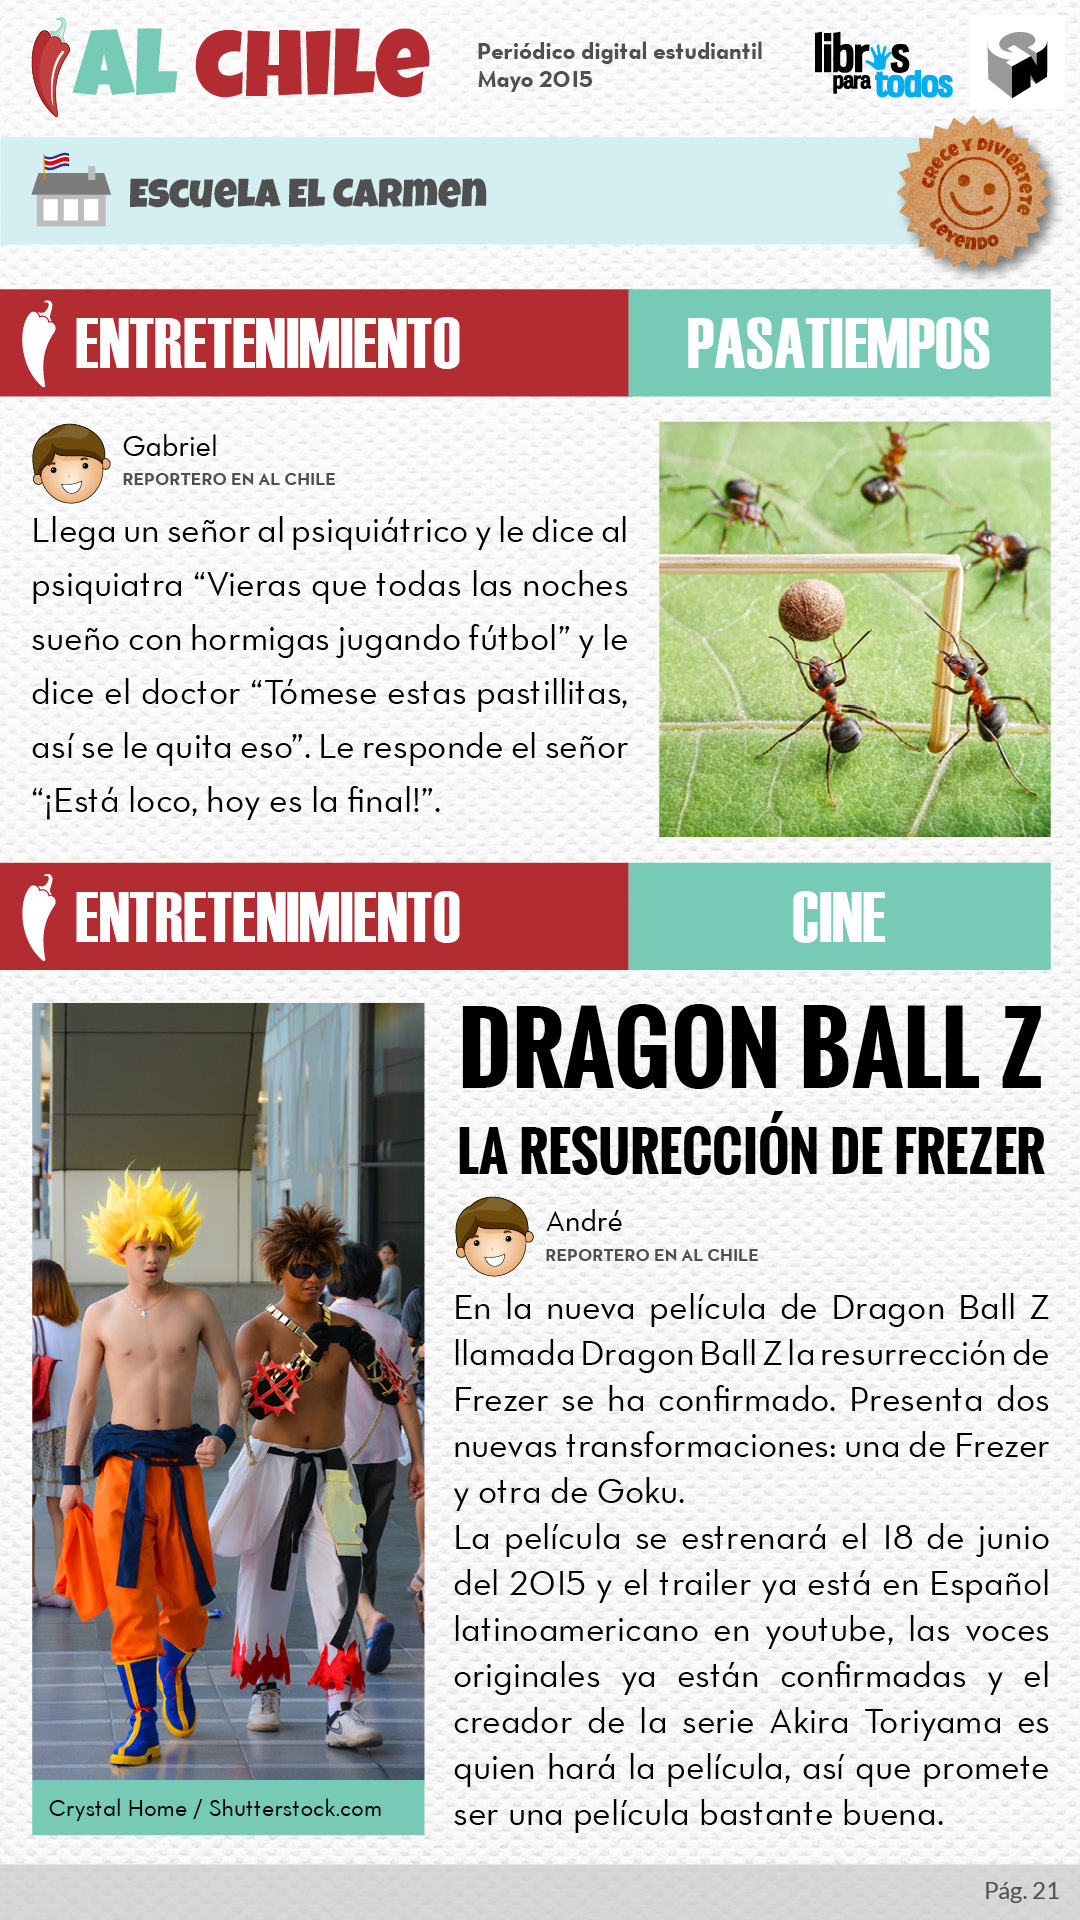 AL CHILE
Periódico digital estudiantil
Mayo 2015
libros
para todos
ESCUELA EL CARMEN
CRECE Y DIVIÉRTETE
LEYENDO
ENTRETENIMIENTO
PASATIEMPOS
Gabriel
REPORTERO EN AL CHILE
Llega un señor al psiquiátrico y le dice al
psiquiatra “Vieras que todas las noches
sueño con hormigas jugando fútbol” y le
dice el doctor “Tómese estas pastillitas,
así se le quita eso”. Le responde el señor
“¡Está loco, hoy es la final!”.
ENTRETENIMIENTO
CINE
DRAGON BALL Z
LA RESURECCIÓN DE FREZER
André
REPORTERO EN AL CHILE
En la nueva película de Dragon Ball Z
llamada Dragon Ball Z la resurrección de
Frezer se ha confirmado. Presenta dos
nuevas transformaciones: una de Frezer
y otra de Goku.
La película se estrenará el 18 de junio
del 2015 y el trailer ya está en Español
latinoamericano en youtube, las voces
originales ya están confirmadas y el
creador de la serie Akira Toriyama es
quien hará la película, así que promete
ser una película bastante buena.
Crystal Home / Shutterstock.com
Pág. 21